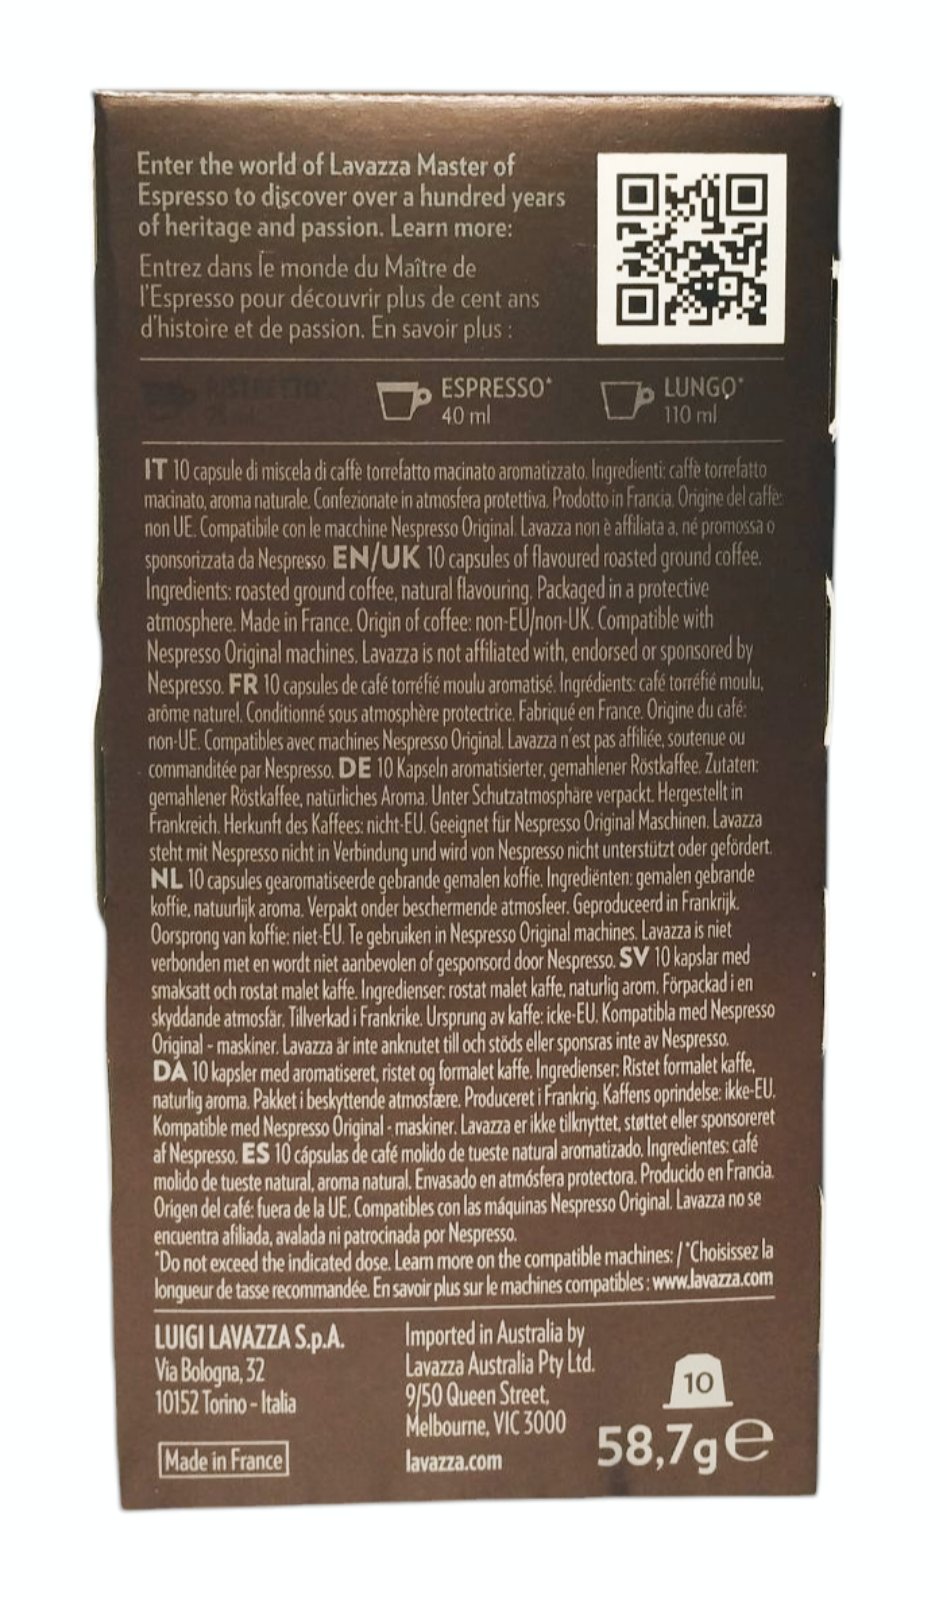 Enter the world of Lavazza Master of
Espresso to discover over a hundred years
of heritage and passion. Learn more:
Entrez dans le monde du Maître de
l'Espresso pour découvrir plus de cent ans
d'histoire et de passion. En savoir plus :
RISTRETTO*
ESPRESSO*
40 ml
LUNGO*
110 ml
IT 10 capsule di miscela di caffè torrefatto macinato aromatizzato. Ingredienti: caffè torrefatto
macinato, aroma naturale. Confezionate in atmosfera protettiva. Prodotto in Francia. Origine del caffè:
non UE. Compatibile con le macchine Nespresso Original. Lavazza non è affiliata a, né promossa o
sponsorizzata da Nespresso. EN/UK 10 capsules of flavoured roasted ground coffee.
Ingredients: roasted ground coffee, natural flavouring. Packaged in a protective
atmosphere. Made in France. Origin of coffee: non-EU/non-UK. Compatible with
Nespresso Original machines. Lavazza is not affiliated with, endorsed or sponsored by
Nespresso. FR 10 capsules de café torréfié moulu aromatisé. Ingrédients: café torréfié moulu,
arôme naturel. Conditionné sous atmosphère protectrice. Fabriqué en France. Origine du café:
non-UE. Compatibles avec machines Nespresso Original. Lavazza n'est pas affiliée, soutenue ou
commanditée par Nespresso. DE 10 Kapseln aromatisierter, gemahlener Röstkaffee. Zutaten:
gemahlener Röstkaffee, natürliches Aroma. Unter Schutzatmosphäre verpackt. Hergestellt in
Frankreich. Herkunft des Kaffees: nicht-EU. Geeignet für Nespresso Original Maschinen. Lavazza
steht mit Nespresso nicht in Verbindung und wird von Nespresso nicht unterstützt oder gefördert.
NL 10 capsules gearomatiseerde gebrande gemalen koffie. Ingrediënten: gemalen gebrande
koffie, natuurlijk aroma. Verpakt onder beschermende atmosfeer. Geproduceerd in Frankrijk.
Oorsprong van koffie: niet-EU. Te gebruiken in Nespresso Original machines. Lavazza is niet
verbonden met en wordt niet aanbevolen of gesponsord door Nespresso. SV 10 kapslar med
smaksatt och rostat malet kaffe. Ingredienser: rostat malet kaffe, naturlig arom. Förpackad i en
skyddande atmosfär. Tillverkad i Frankrike. Ursprung av kaffe: icke-EU. Kompatibla med Nespresso
Original - maskiner. Lavazza är inte anknutet till och stöds eller sponsras inte av Nespresso.
DA 10 kapsler med aromatiseret, ristet og formalet kaffe. Ingredienser: Ristet formalet kaffe,
naturlig aroma. Pakket i beskyttende atmosfære. Produceret i Frankrig. Kaffens oprindelse: ikke-EU.
Kompatible med Nespresso Original - maskiner. Lavazza er ikke tilknyttet, støttet eller sponsoreret
af Nespresso. ES 10 cápsulas de café molido de tueste natural aromatizado. Ingredientes: café
molido de tueste natural, aroma natural. Envasado en atmósfera protectora. Producido en Francia.
Origen del café: fuera de la UE. Compatibles con las máquinas Nespresso Original. Lavazza no se
encuentra afiliada, avalada ni patrocinada por Nespresso.
*Do not exceed the indicated dose. Learn more on the compatible machines: / *Choisissez la
longueur de tasse recommandée. En savoir plus sur le machines compatibles : www.lavazza.com
LUIGI LAVAZZA S.p.A.
Via Bologna, 32
10152 Torino - Italia
Made in France
Imported in Australia by
Lavazza Australia Pty Ltd.
9/50 Queen Street,
Melbourne, VIC 3000
lavazza.com
10
58,7g e